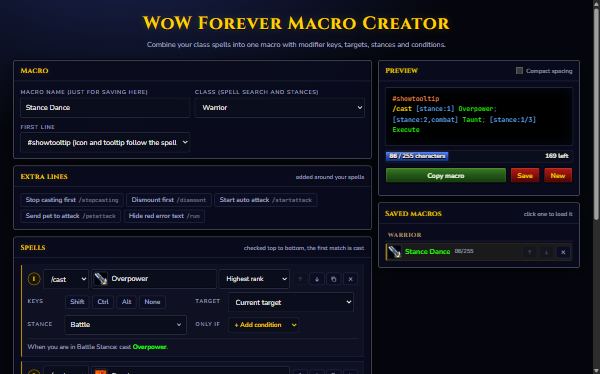 WoW Forever Macro Creator
Combine your class spells into one macro with modifier keys, targets, stances and conditions.
Macro
MACRO NAME (JUST FOR SAVING HERE)
CLASS (SPELL SEARCH AND STANCES)
Stance Dance
Warrior
FIRST LINE
#showtooltip (icon and tooltip follow the spell
Extra lines
added around your spells
Stop casting first /stopcasting
Dismount first /dismount
Start auto attack /startattack
Send pet to attack /petattack
Hide red error text /run
Spells
checked top to bottom, the first match is cast
1
/cast
Overpower
Highest rank
KEYS
Shift
Ctrl
Alt
None
TARGET
Current target
STANCE
Battle
ONLY IF
+ Add condition
When you are in Battle Stance: cast Overpower.
Preview
Compact spacing
#showtooltip
/cast [stance:1] Overpower;
[stance:2,combat] Taunt; [stance:1/3]
Execute
86 / 255 characters
169 left
Copy macro
Save
New
Saved macros
click one to load it
WARRIOR
Stance Dance 86/255